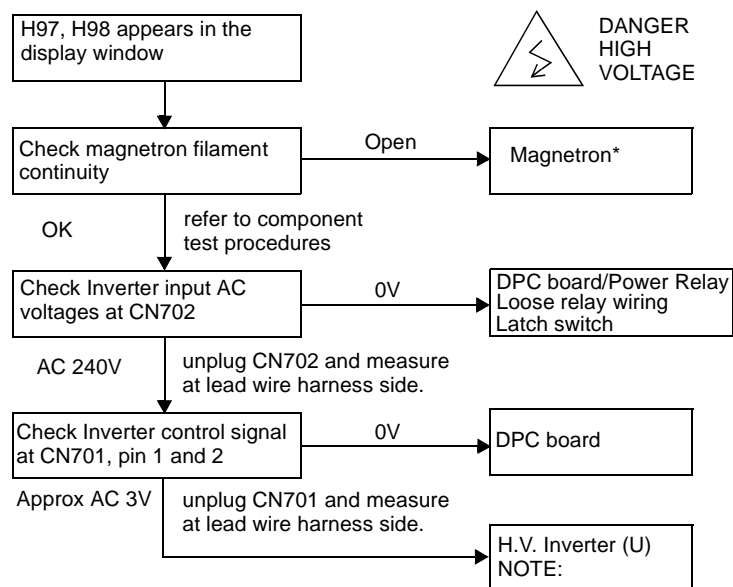 H97, H98 appears in the
display window
DANGER
HIGH
VOLTAGE
Check magnetron filament
continuity
Open
Magnetron*
OK
refer to component
test procedures
Check Inverter input AC
voltages at CN702
0V
DPC board/Power Relay
Loose relay wiring
Latch switch
AC 240V
unplug CN702 and measure
at lead wire harness side.
Check Inverter control signal
at CN701, pin 1 and 2
0V
DPC board
Approx AC 3V
unplug CN701 and measure
at lead wire harness side.
H.V. Inverter (U)
NOTE: